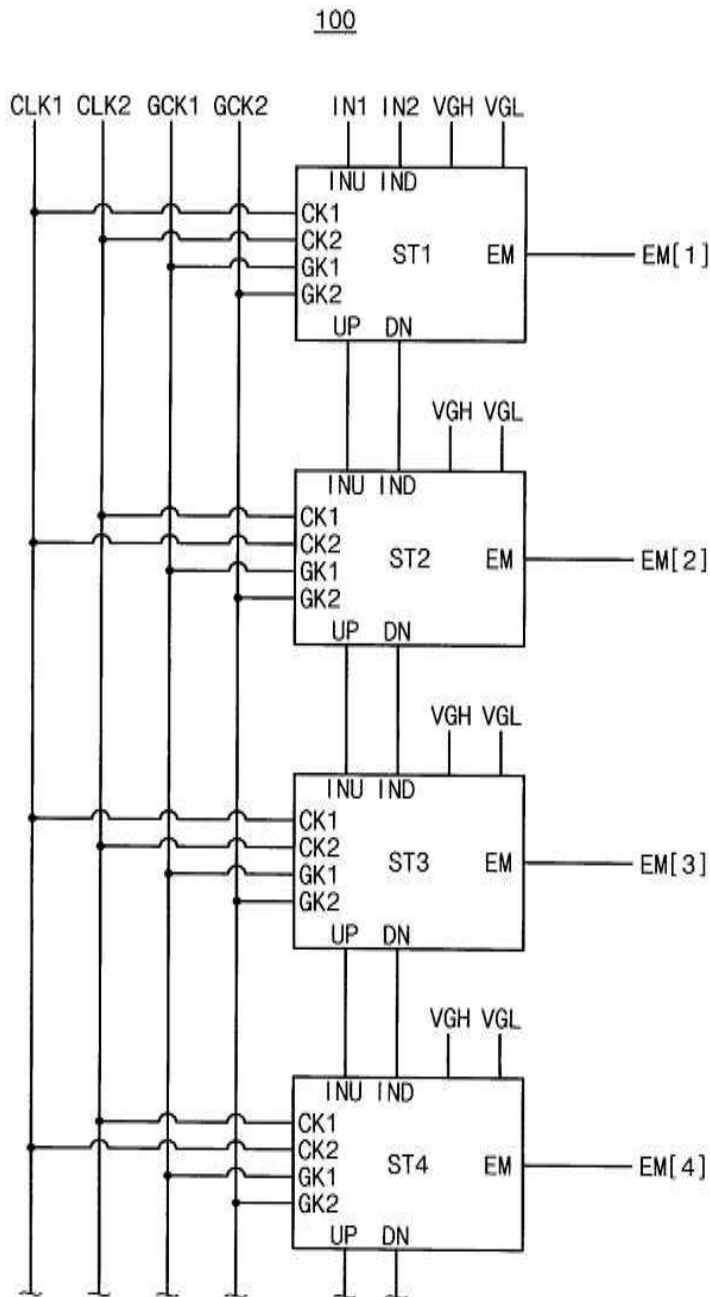 100
CLK1 CLK2 GCK1 GCK2 IN1 IN2 VGH VGL
INU IND
CK1
CK2
GK1
GK2
ST1
EM
EM[1]
UP DN
VGH VGL
INU IND
CK1
CK2
GK1
GK2
ST2
EM
EM[2]
UP DN
VGH VGL
INU IND
CK1
CK2
GK1
GK2
ST3
EM
EM[3]
UP DN
VGH VGL
INU IND
CK1
CK2
GK1
GK2
ST4
EM
EM[4]
UP DN